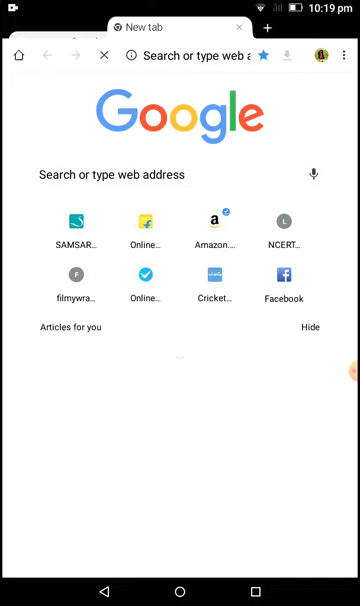 10:19 pm
New tab
Search or type web a
Google
Search or type web address
SAMSAR... Online... Amazon.... NCERT...
a L
F
filmywra... Online... Cricket... Facebook
Articles for you Hide